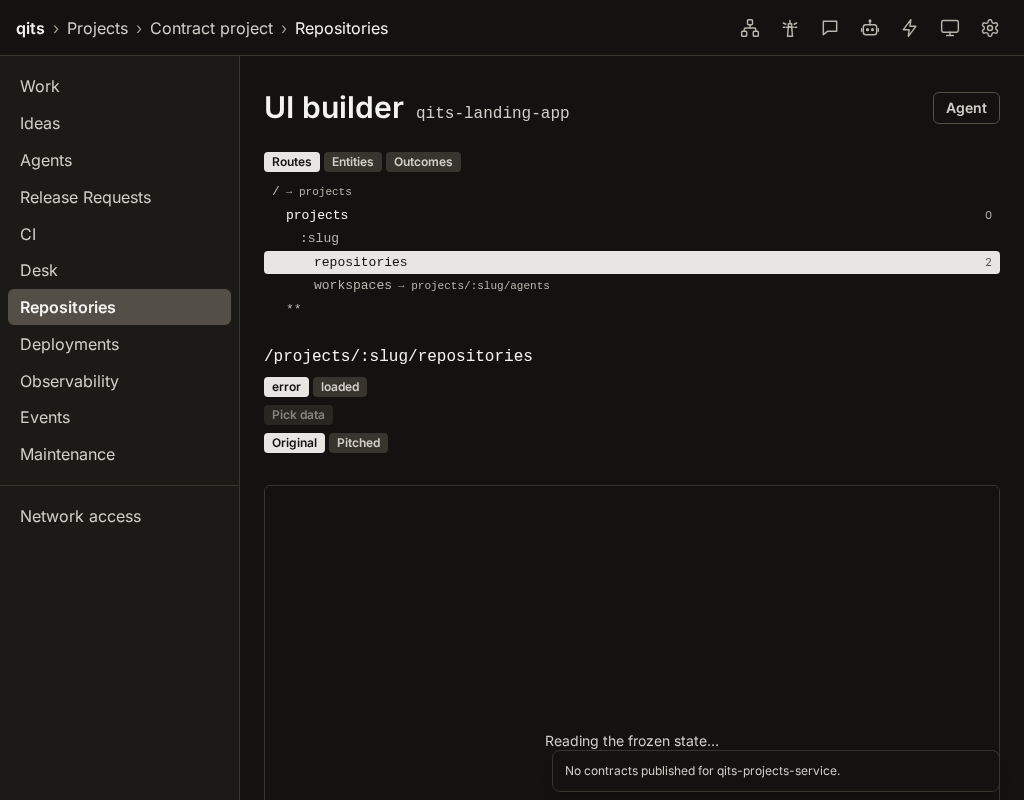 qits › Projects › Contract project › Repositories
Work
Ideas
Agents
Release Requests
CI
Desk
Repositories
Deployments
Observability
Events
Maintenance
Network access
UI builder qits-landing-app
Agent
Routes Entities Outcomes
/ → projects
projects 0
:slug
repositories 2
workspaces → projects/:slug/agents
**
/projects/:slug/repositories
error loaded
Pick data
Original Pitched
Reading the frozen state…
No contracts published for qits-projects-service.